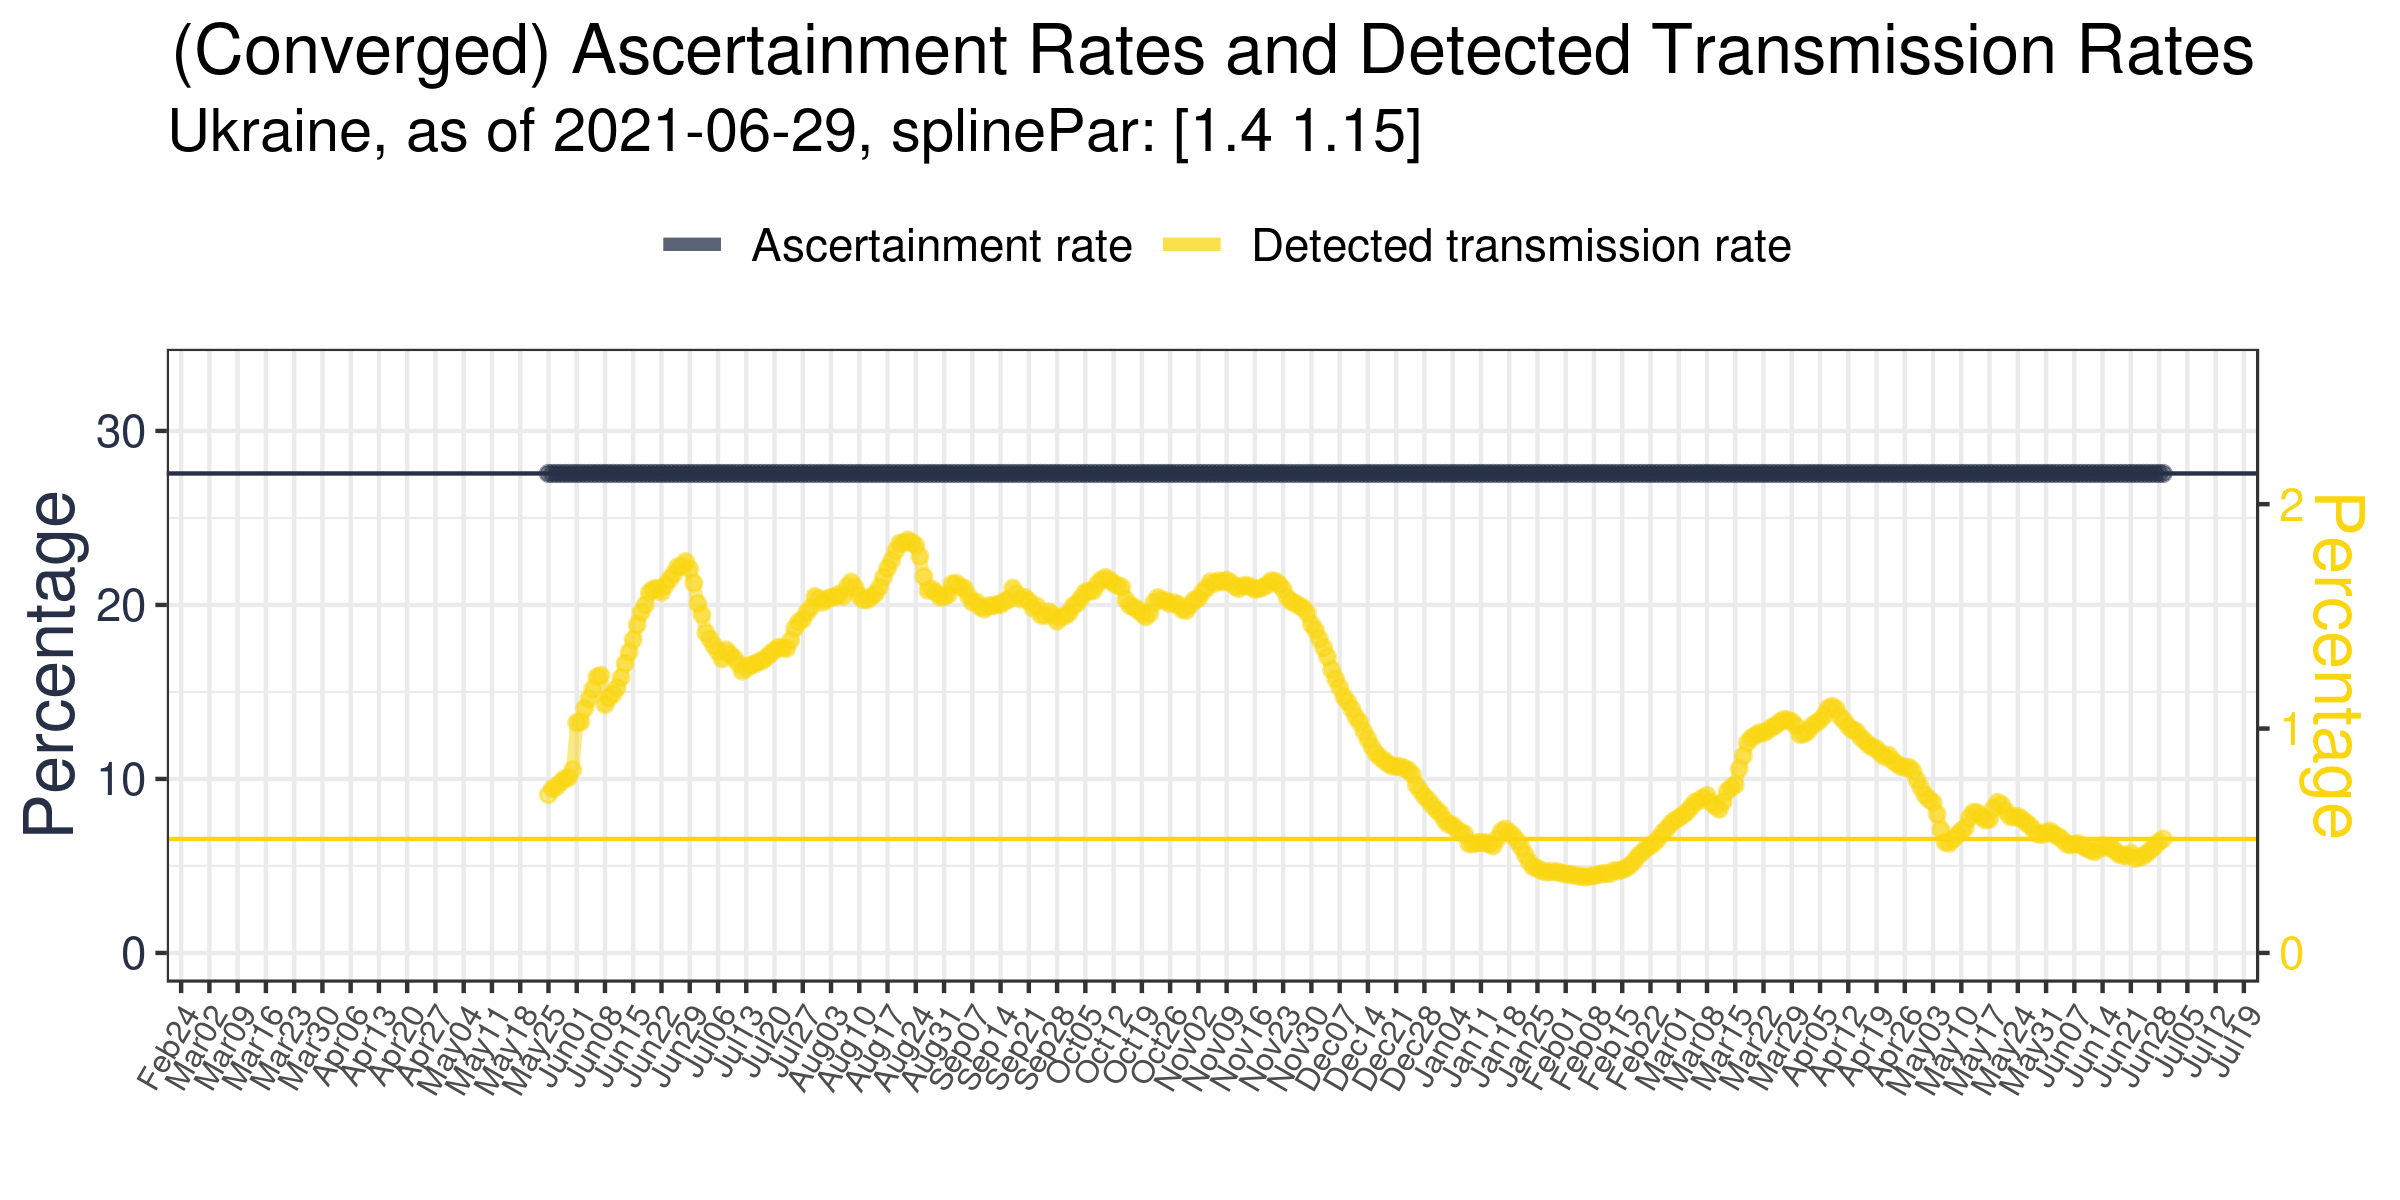 (Converged) Ascertainment Rates and Detected Transmission Rates
Ukraine, as of 2021-06-29, splinePar: [1.4 1.15]
Ascertainment rate
Detected transmission rate
Percentage
30
20
10
0
2
1
0
Percentage
Feb24
Mar02
Mar09
Mar16
Mar23
Mar30
Apr06
Apr13
Apr20
Apr27
May04
May11
May18
May25
Jun01
Jun08
Jun15
Jun22
Jun29
Jul06
Jul13
Jul20
Jul27
Aug03
Aug10
Aug17
Aug24
Aug31
Sep07
Sep14
Sep21
Sep28
Oct05
Oct12
Oct19
Oct26
Nov02
Nov09
Nov16
Nov23
Nov30
Dec07
Dec14
Dec21
Dec28
Jan04
Jan11
Jan18
Jan25
Feb01
Feb08
Feb15
Feb22
Mar01
Mar08
Mar15
Mar22
Mar29
Apr05
Apr12
Apr19
Apr26
May03
May10
May17
May24
May31
Jun07
Jun14
Jun21
Jun28
Jul05
Jul12
Jul19